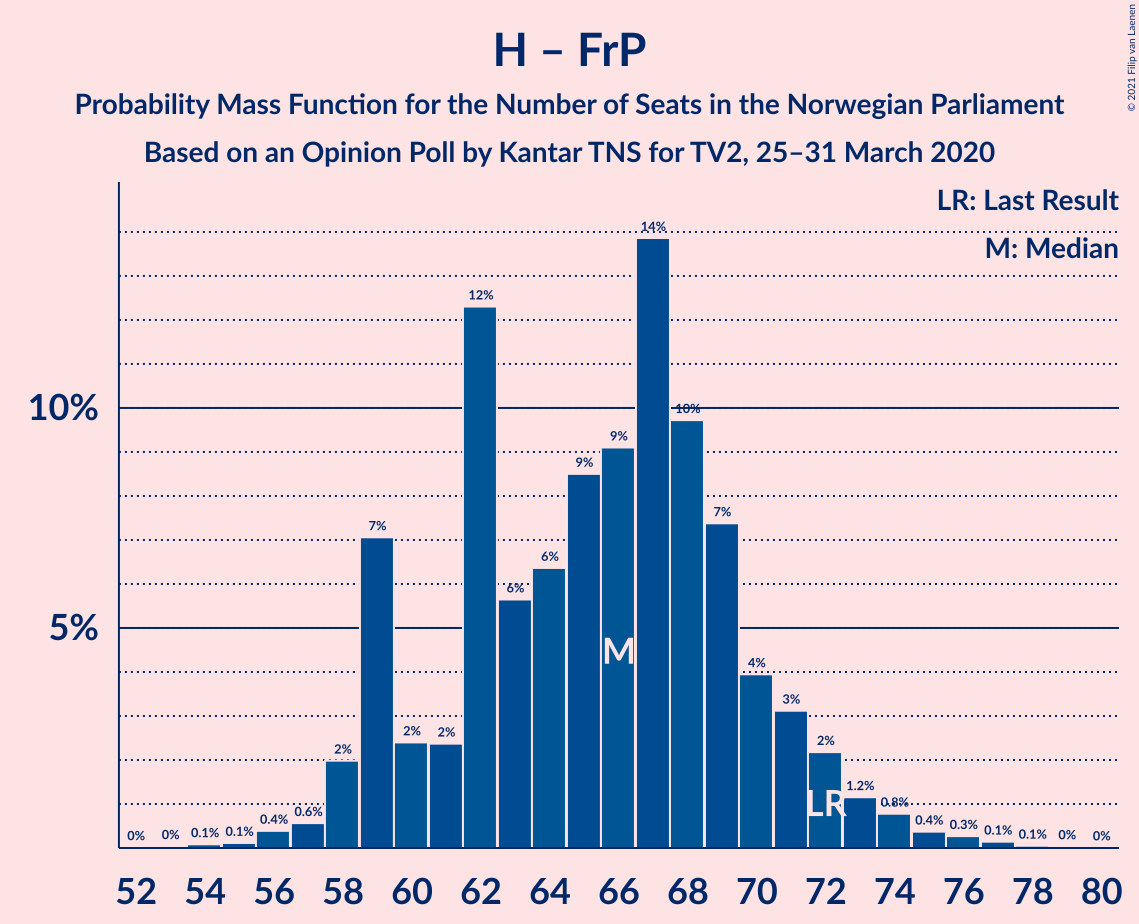 H – FrP
Probability Mass Function for the Number of Seats in the Norwegian Parliament
Based on an Opinion Poll by Kantar TNS for TV2, 25–31 March 2020
© 2021 Filip van Laenen
LR: Last Result
M: Median
10%
5%
0% 0% 0.1% 0.1% 0.4% 0.6% 2% 7% 2% 2% 12% 6% 6% 9% 9% 14% 10% 7% 4% 3% 2% 1.2% 0.8% 0.4% 0.3% 0.1% 0.1% 0% 0%
M
LR
52 54 56 58 60 62 64 66 68 70 72 74 76 78 80